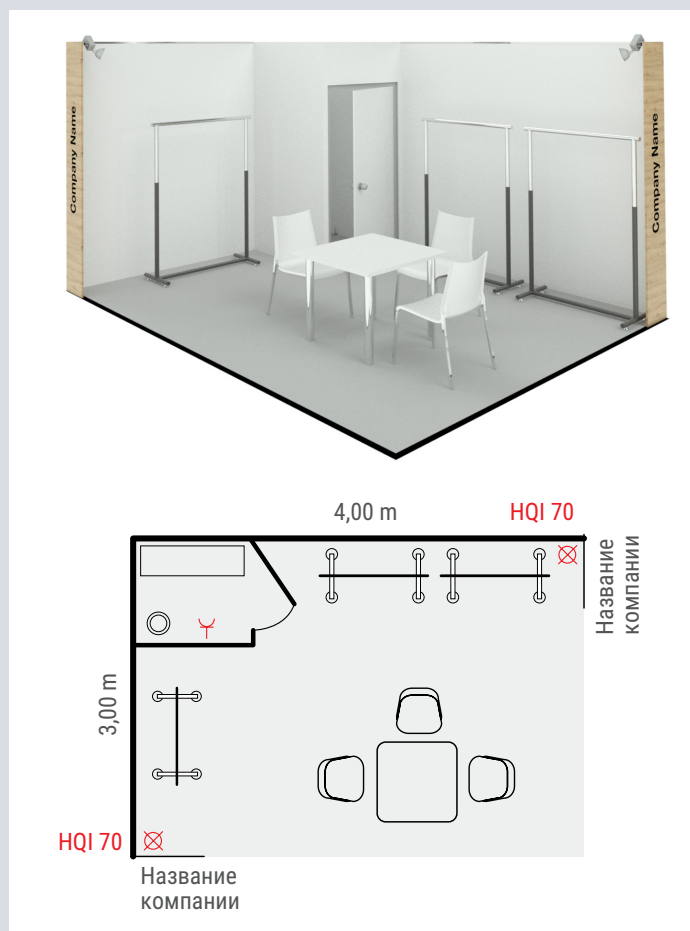 Company Name
Company Name
4,00 m
HQI 70
Название
компании
3,00 m
HQI 70
Название
компании